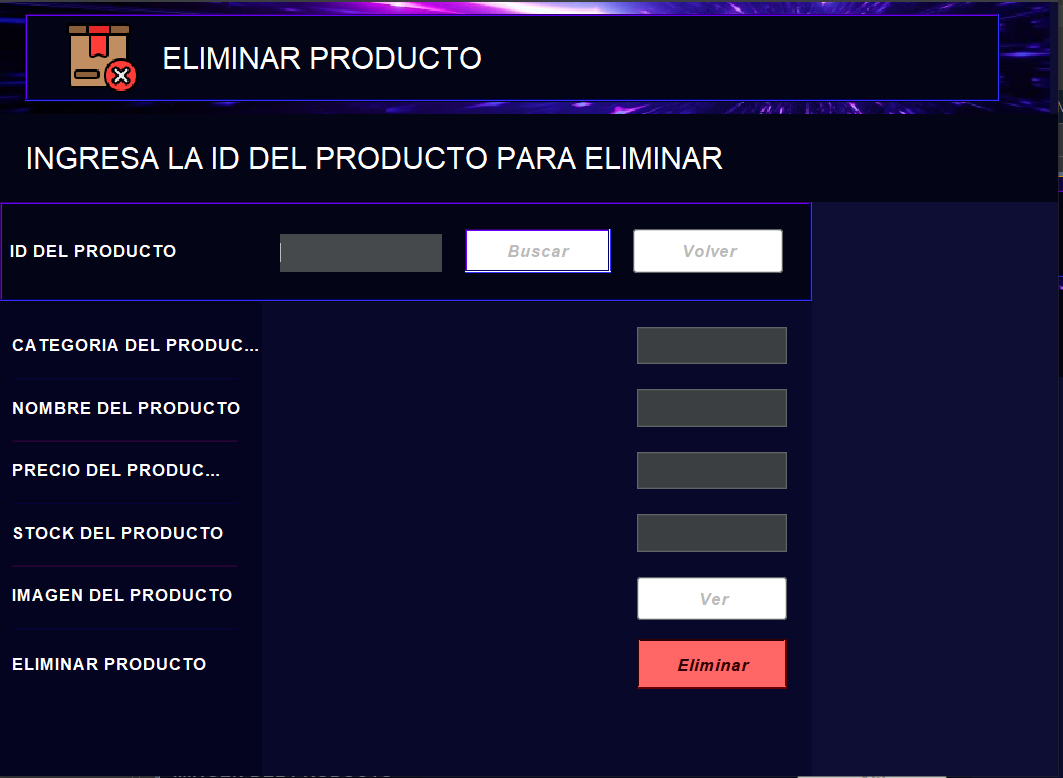 ELIMINAR PRODUCTO
INGRESA LA ID DEL PRODUCTO PARA ELIMINAR
ID DEL PRODUCTO
Buscar
Volver
CATEGORIA DEL PRODUC...
NOMBRE DEL PRODUCTO
PRECIO DEL PRODUC...
STOCK DEL PRODUCTO
IMAGEN DEL PRODUCTO
Ver
ELIMINAR PRODUCTO
Eliminar